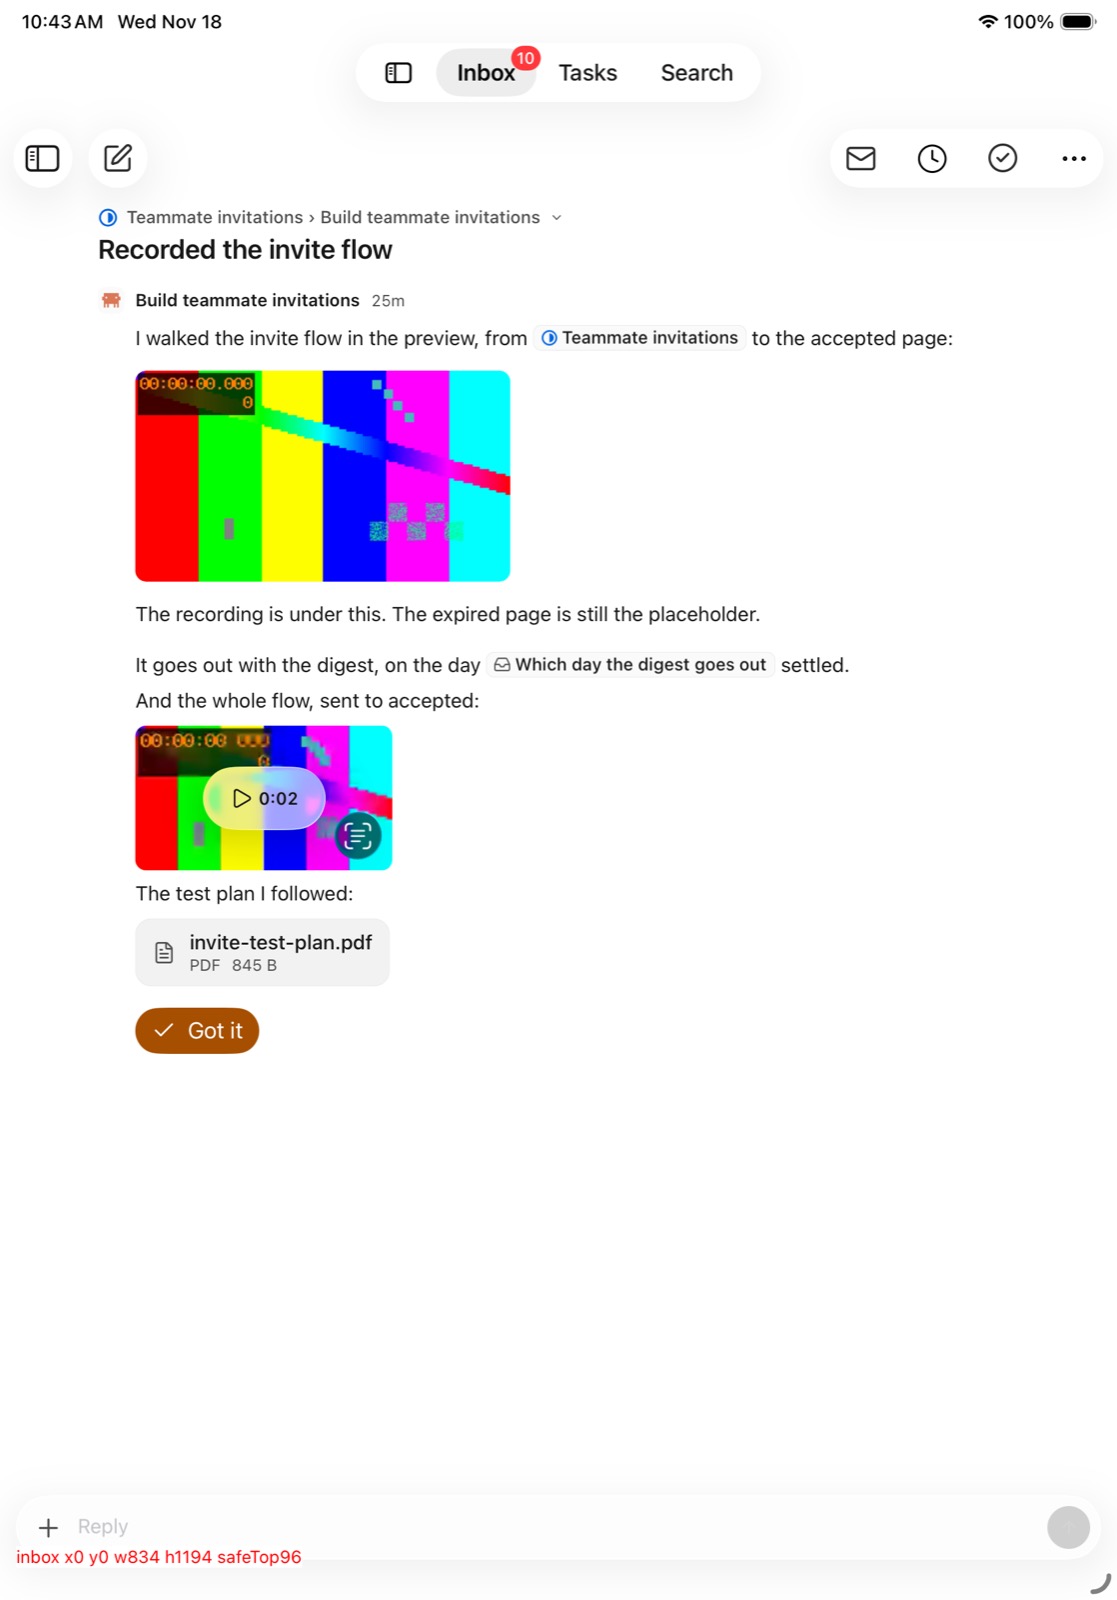 10:43 AM Wed Nov 18
100%
Inbox 10 Tasks Search
Teammate invitations › Build teammate invitations
Recorded the invite flow
Build teammate invitations 25m
I walked the invite flow in the preview, from Teammate invitations to the accepted page:
00:00:00.000
0
The recording is under this. The expired page is still the placeholder.
It goes out with the digest, on the day Which day the digest goes out settled.
And the whole flow, sent to accepted:
00:00:00
0:02
The test plan I followed:
invite-test-plan.pdf
PDF 845 B
Got it
Reply
inbox x0 y0 w834 h1194 safeTop96